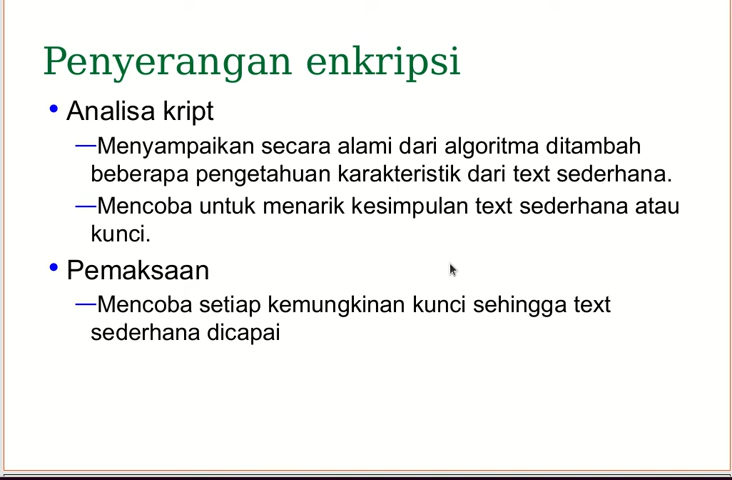 Penyerangan enkripsi
• Analisa kript
—Menyampaikan secara alami dari algoritma ditambah
beberapa pengetahuan karakteristik dari text sederhana.
—Mencoba untuk menarik kesimpulan text sederhana atau
kunci.
• Pemaksaan
—Mencoba setiap kemungkinan kunci sehingga text
sederhana dicapai